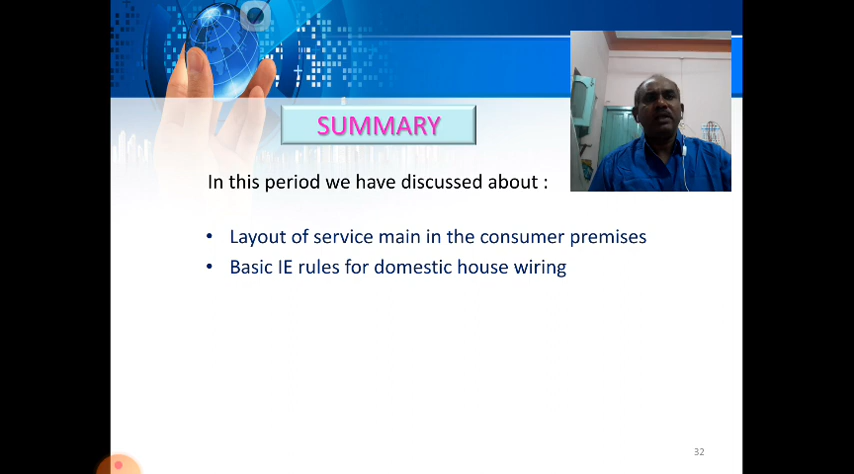 SUMMARY
In this period we have discussed about :
• Layout of service main in the consumer premises
• Basic IE rules for domestic house wiring
32